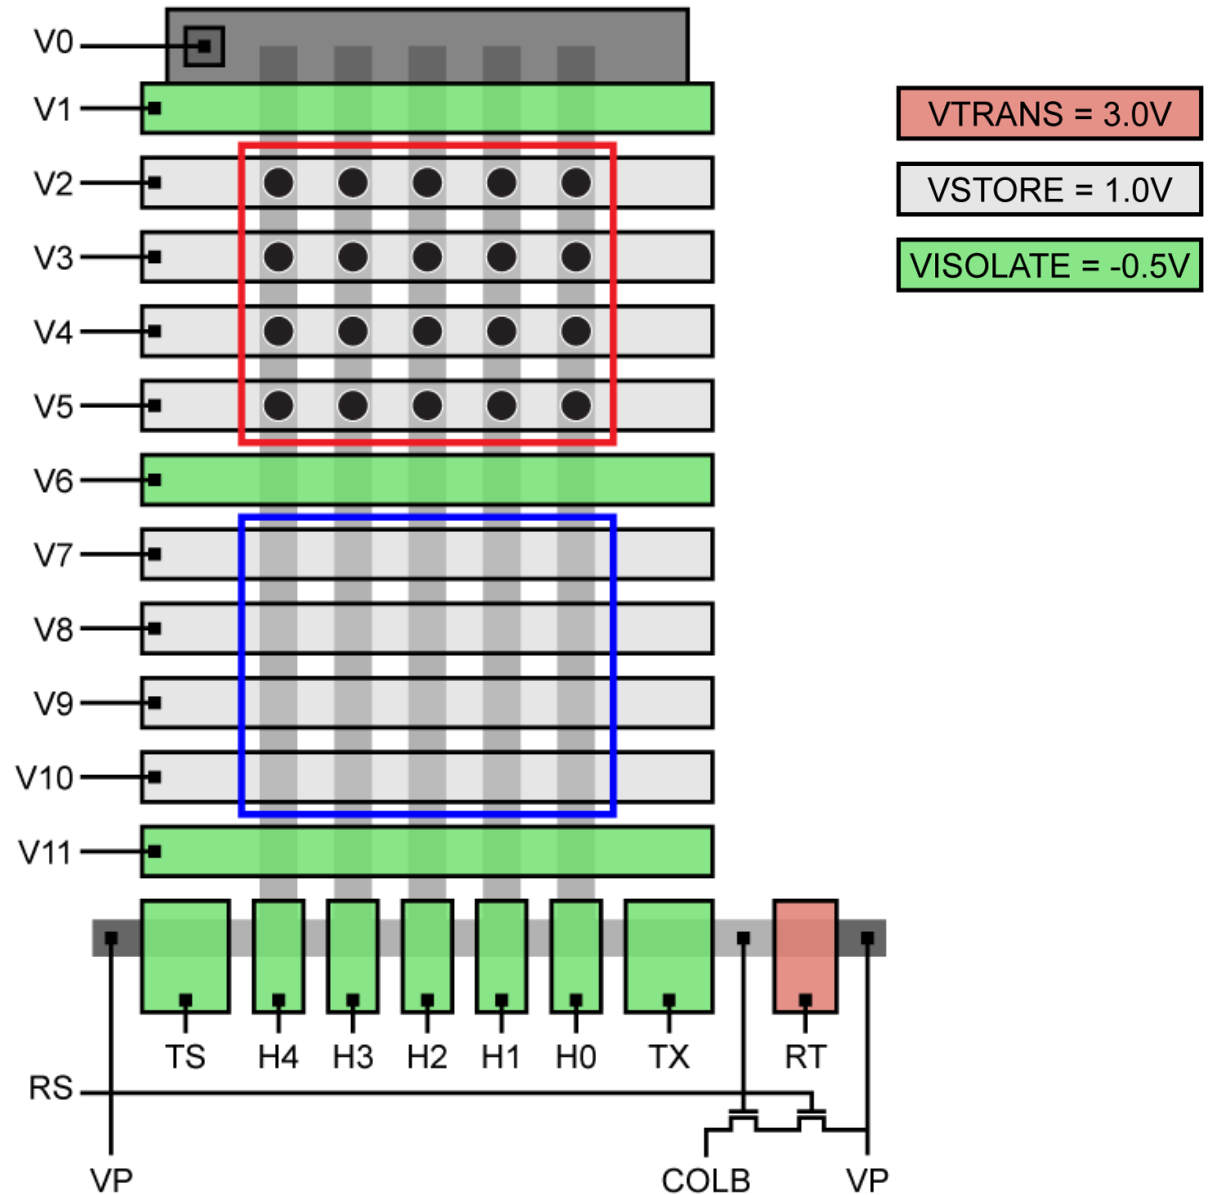 V0
V1
VTRANS = 3.0V
V2
VSTORE = 1.0V
V3
VISOLATE = -0.5V
V4
V5
V6
V7
V8
V9
V10
V11
TS H4 H3 H2 H1 H0 TX RT
RS
VP COLB VP